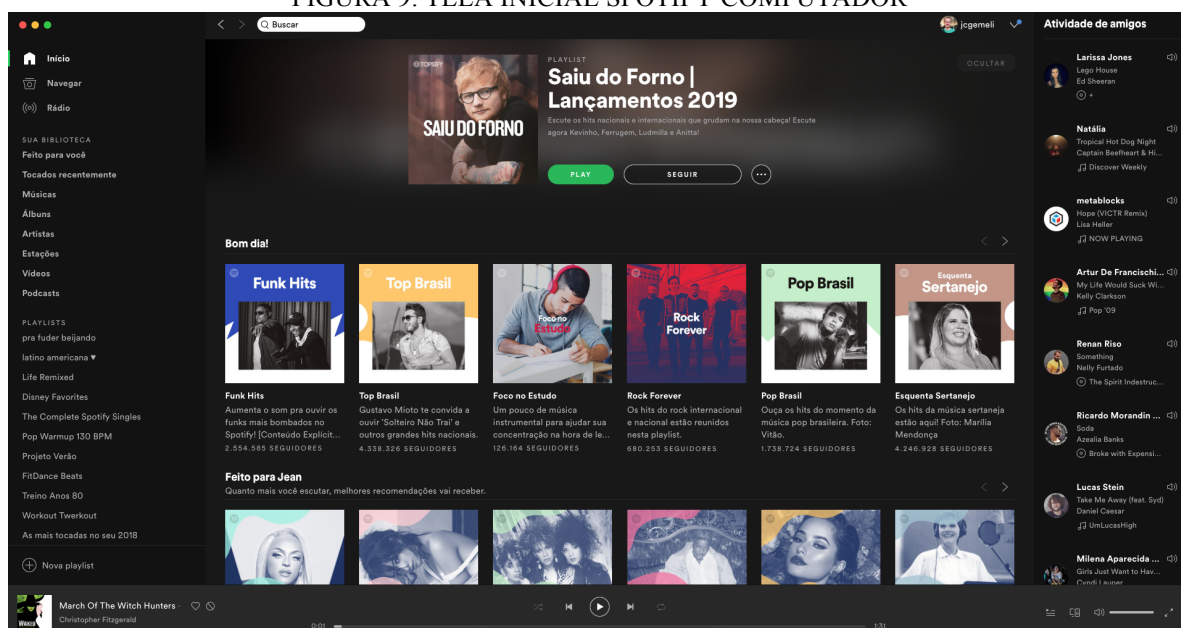 FIGURA 9: TELA INICIAL SPOTIFY COMPUTADOR
Buscar
jcgemeli
Início
Navegar
Rádio
SUA BIBLIOTECA
Feito para você
Tocados recentemente
Músicas
Álbuns
Artistas
Estações
Vídeos
Podcasts
PLAYLISTS
pra fuder beijando
latino americana ♥
Life Remixed
Disney Favorites
The Complete Spotify Singles
Pop Warmup 130 BPM
Projeto Verão
FitDance Beats
Treino Anos 80
Workout Twerkout
As mais tocadas no seu 2018
Nova playlist
TOPSIFY
SAIU DO FORNO
PLAYLIST
Saiu do Forno |
Lançamentos 2019
Escute os hits nacionais e internacionais que grudam na nossa cabeça! Escute
agora Kevinho, Ferrugem, Ludmilla e Anitta!
PLAY
SEGUIR
OCULTAR
Bom dia!
Funk Hits
Funk Hits
Aumenta o som pra ouvir os
funks mais bombados no
Spotify! [Conteúdo Explícit...
2.554.585 SEGUIDORES
Top Brasil
Top Brasil
Gustavo Mioto te convida a
ouvir 'Solteiro Não Trai' e
outros grandes hits nacionais.
4.338.326 SEGUIDORES
Foco no
Estudo
Foco no Estudo
Um pouco de música
instrumental para ajudar sua
concentração na hora de le...
126.164 SEGUIDORES
Rock
Forever
Rock Forever
Os hits do rock internacional
e nacional estão reunidos
nesta playlist.
680.253 SEGUIDORES
Pop Brasil
Pop Brasil
Ouça os hits do momento da
música pop brasileira. Foto:
Vitão.
1.738.724 SEGUIDORES
Esquenta
Sertanejo
Esquenta Sertanejo
Os hits da música sertaneja
estão aqui! Foto: Marília
Mendonça
4.246.928 SEGUIDORES
Feito para Jean
Quanto mais você escutar, melhores recomendações vai receber.
Atividade de amigos
Larissa Jones
Lego House
Ed Sheeran
+
Natália
Tropical Hot Dog Night
Captain Beefheart & Hi...
Discover Weekly
metablocks
Hope (VICTR Remix)
Lisa Heller
NOW PLAYING
Artur De Francischi...
My Life Would Suck Wi...
Kelly Clarkson
Pop '09
Renan Riso
Something
Nelly Furtado
The Spirit Indestruc...
Ricardo Morandin ...
Soda
Azealia Banks
Broke with Expensi...
Lucas Stein
Take Me Away (feat. Syd)
Daniel Caesar
UmLucasHigh
Milena Aparecida ...
Girls Just Want to Hav...
Cyndi Lauper
WICKED
March Of The Witch Hunters -
Christopher Fitzgerald
0:01
1:31